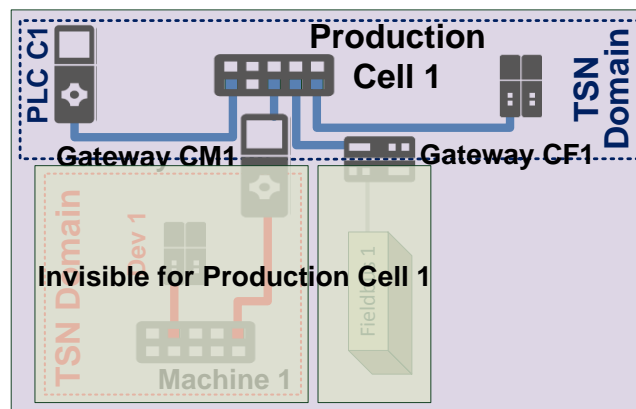 Production
Cell 1
PLC C1
TSN
Domain
Gateway CM1
Gateway CF1
TSN Domain
Dev 1
Invisible for Production Cell 1
Fieldbus 1
Machine 1